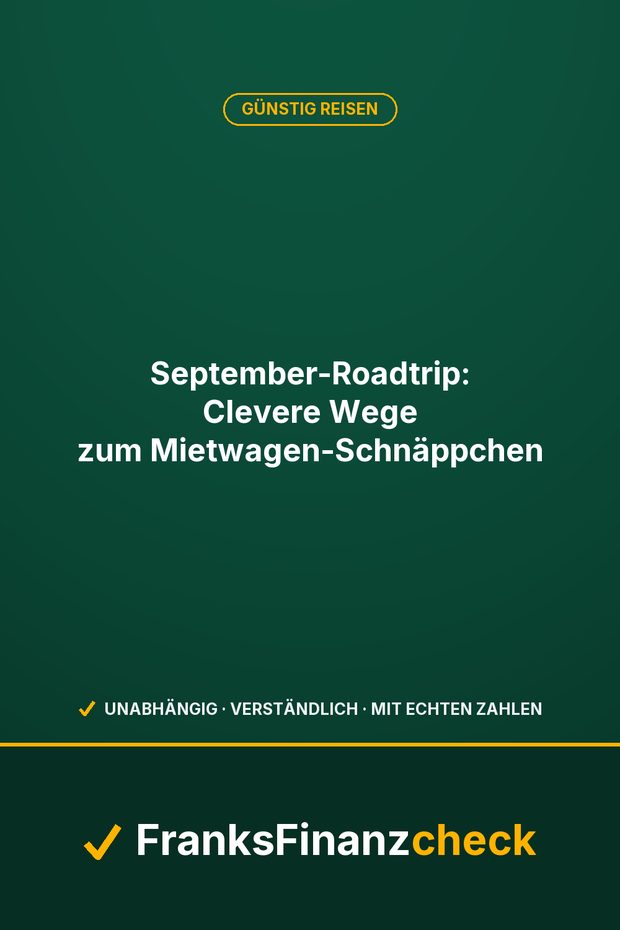 GÜNSTIG REISEN
September-Roadtrip:
Clevere Wege
zum Mietwagen-Schnäppchen
UNABHÄNGIG · VERSTÄNDLICH · MIT ECHTEN ZAHLEN
FranksFinanzcheck